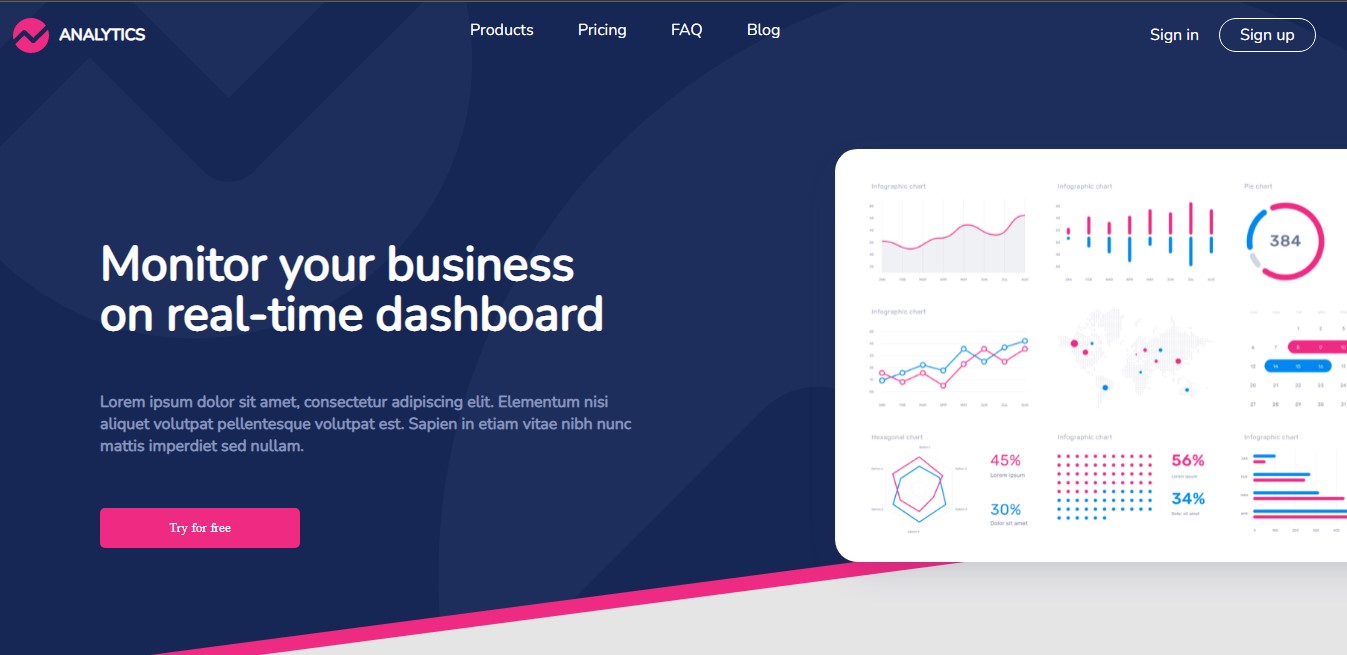 ANALYTICS
Products
Pricing
FAQ
Blog
Sign in
Sign up
Monitor your business
on real-time dashboard
Lorem ipsum dolor sit amet, consectetur adipiscing elit. Elementum nisi
aliquet volutpat pellentesque volutpat est. Sapien in etiam vitae nibh nunc
mattis imperdiet sed nullam.
Try for free
Infographic chart
Infographic chart
Pie chart
384
Infographic chart
Hexagonal chart
45%
Lorem ipsum
30%
Dolor sit amet
Infographic chart
56%
Lorem ipsum
34%
Dolor sit amet
Infographic chart